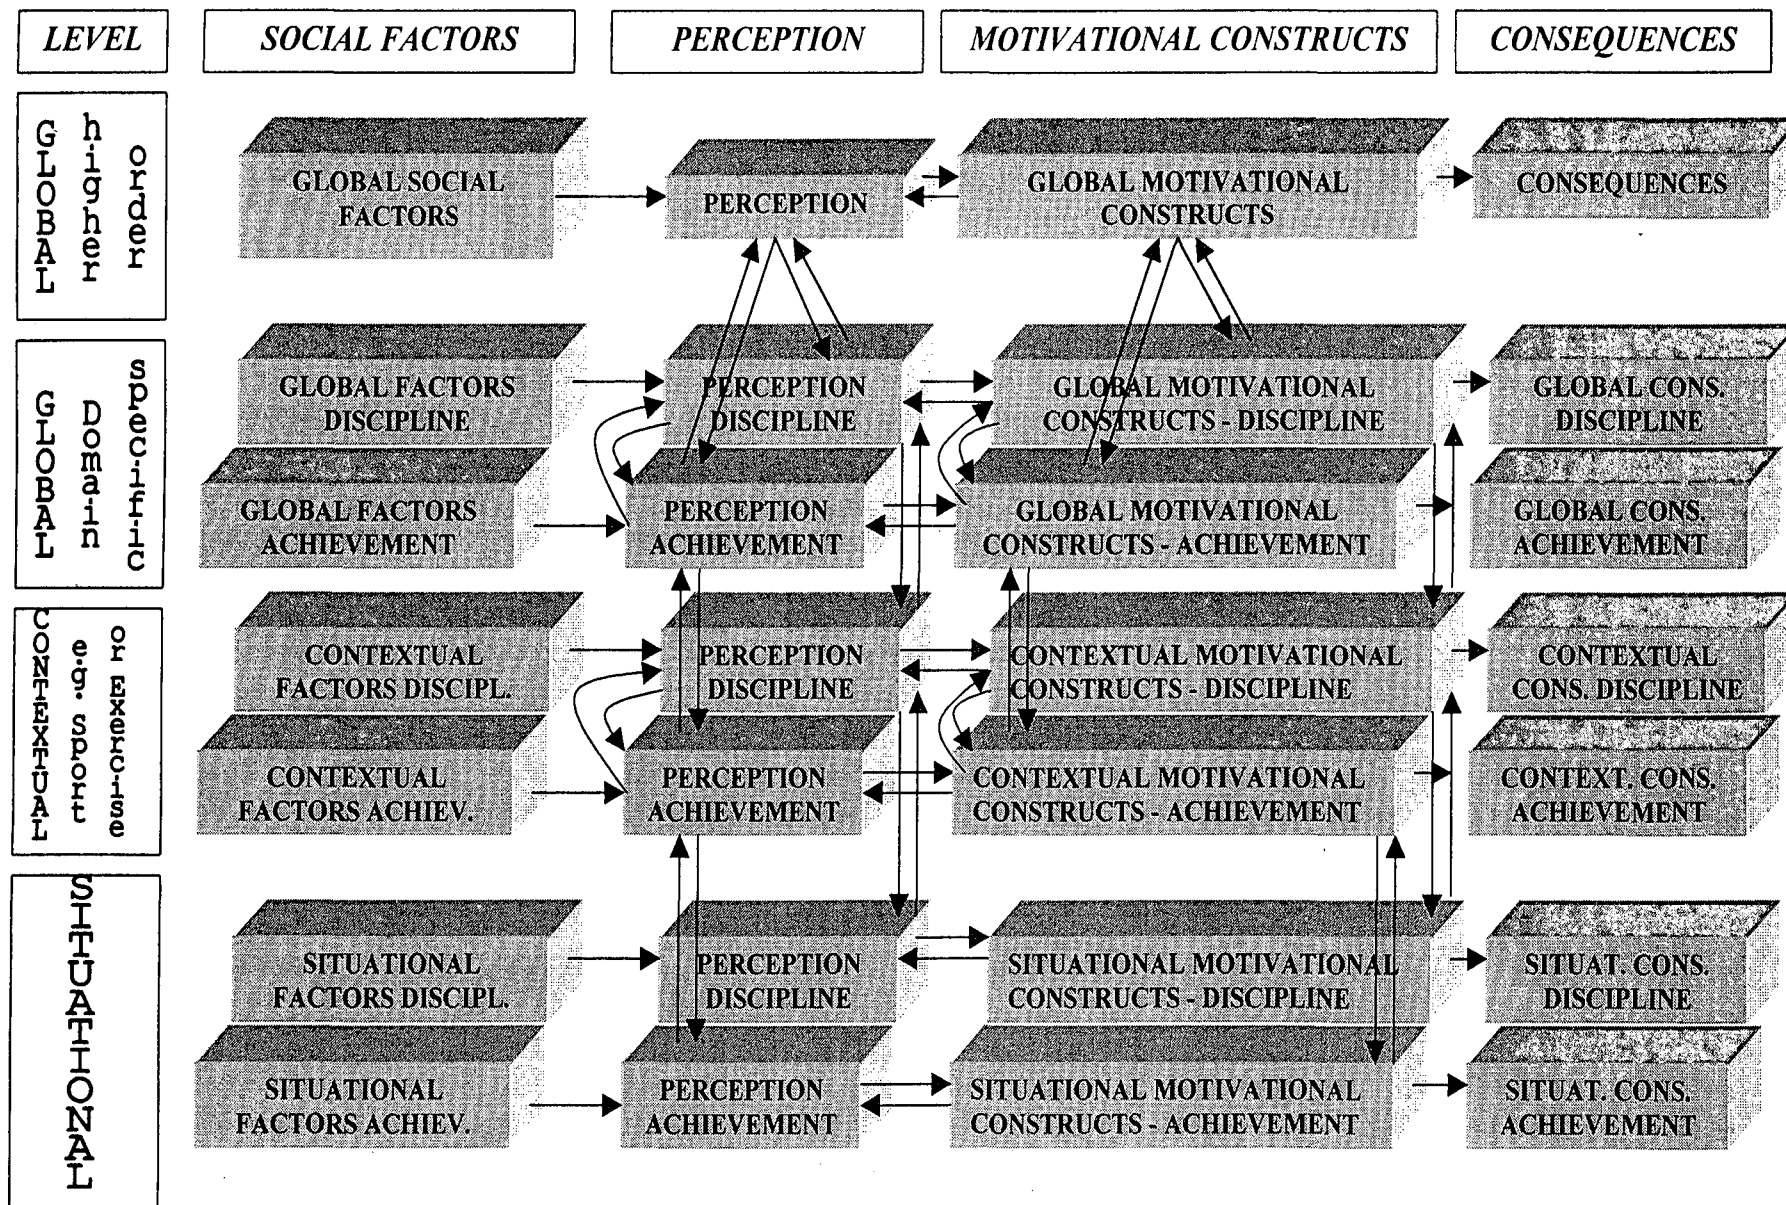 LEVEL
SOCIAL FACTORS
PERCEPTION
MOTIVATIONAL CONSTRUCTS
CONSEQUENCES
GLOBAL
higher
order
GLOBAL SOCIAL
FACTORS
PERCEPTION
GLOBAL MOTIVATIONAL
CONSTRUCTS
CONSEQUENCES
GLOBAL
Domain
specific
GLOBAL FACTORS
DISCIPLINE
PERCEPTION
DISCIPLINE
GLOBAL MOTIVATIONAL
CONSTRUCTS - DISCIPLINE
GLOBAL CONS.
DISCIPLINE
GLOBAL FACTORS
ACHIEVEMENT
PERCEPTION
ACHIEVEMENT
GLOBAL MOTIVATIONAL
CONSTRUCTS - ACHIEVEMENT
GLOBAL CONS.
ACHIEVEMENT
CONTEXTUAL
e.g. sport
or Exercise
CONTEXTUAL
FACTORS DISCIPL.
PERCEPTION
DISCIPLINE
CONTEXTUAL MOTIVATIONAL
CONSTRUCTS - DISCIPLINE
CONTEXTUAL
CONS. DISCIPLINE
CONTEXTUAL
FACTORS ACHIEV.
PERCEPTION
ACHIEVEMENT
CONTEXTUAL MOTIVATIONAL
CONSTRUCTS - ACHIEVEMENT
CONTEXT. CONS.
ACHIEVEMENT
SITUATIONAL
SITUATIONAL
FACTORS DISCIPL.
PERCEPTION
DISCIPLINE
SITUATIONAL MOTIVATIONAL
CONSTRUCTS - DISCIPLINE
SITUAT. CONS.
DISCIPLINE
SITUATIONAL
FACTORS ACHIEV.
PERCEPTION
ACHIEVEMENT
SITUATIONAL MOTIVATIONAL
CONSTRUCTS - ACHIEVEMENT
SITUAT. CONS.
ACHIEVEMENT